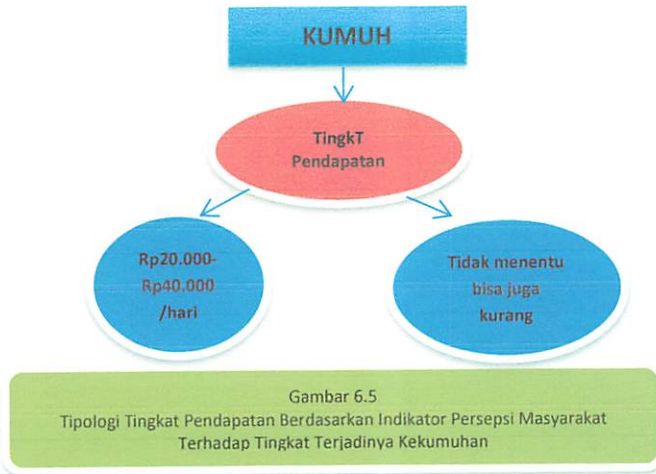 KUMUH
TingkT
Pendapatan
Rp20.000-
Rp40.000
/hari
Tidak menentu
bisa juga
kurang
Gambar 6.5
Tipologi Tingkat Pendapatan Berdasarkan Indikator Persepsi Masyarakat
Terhadap Tingkat Terjadinya Kekumuhan